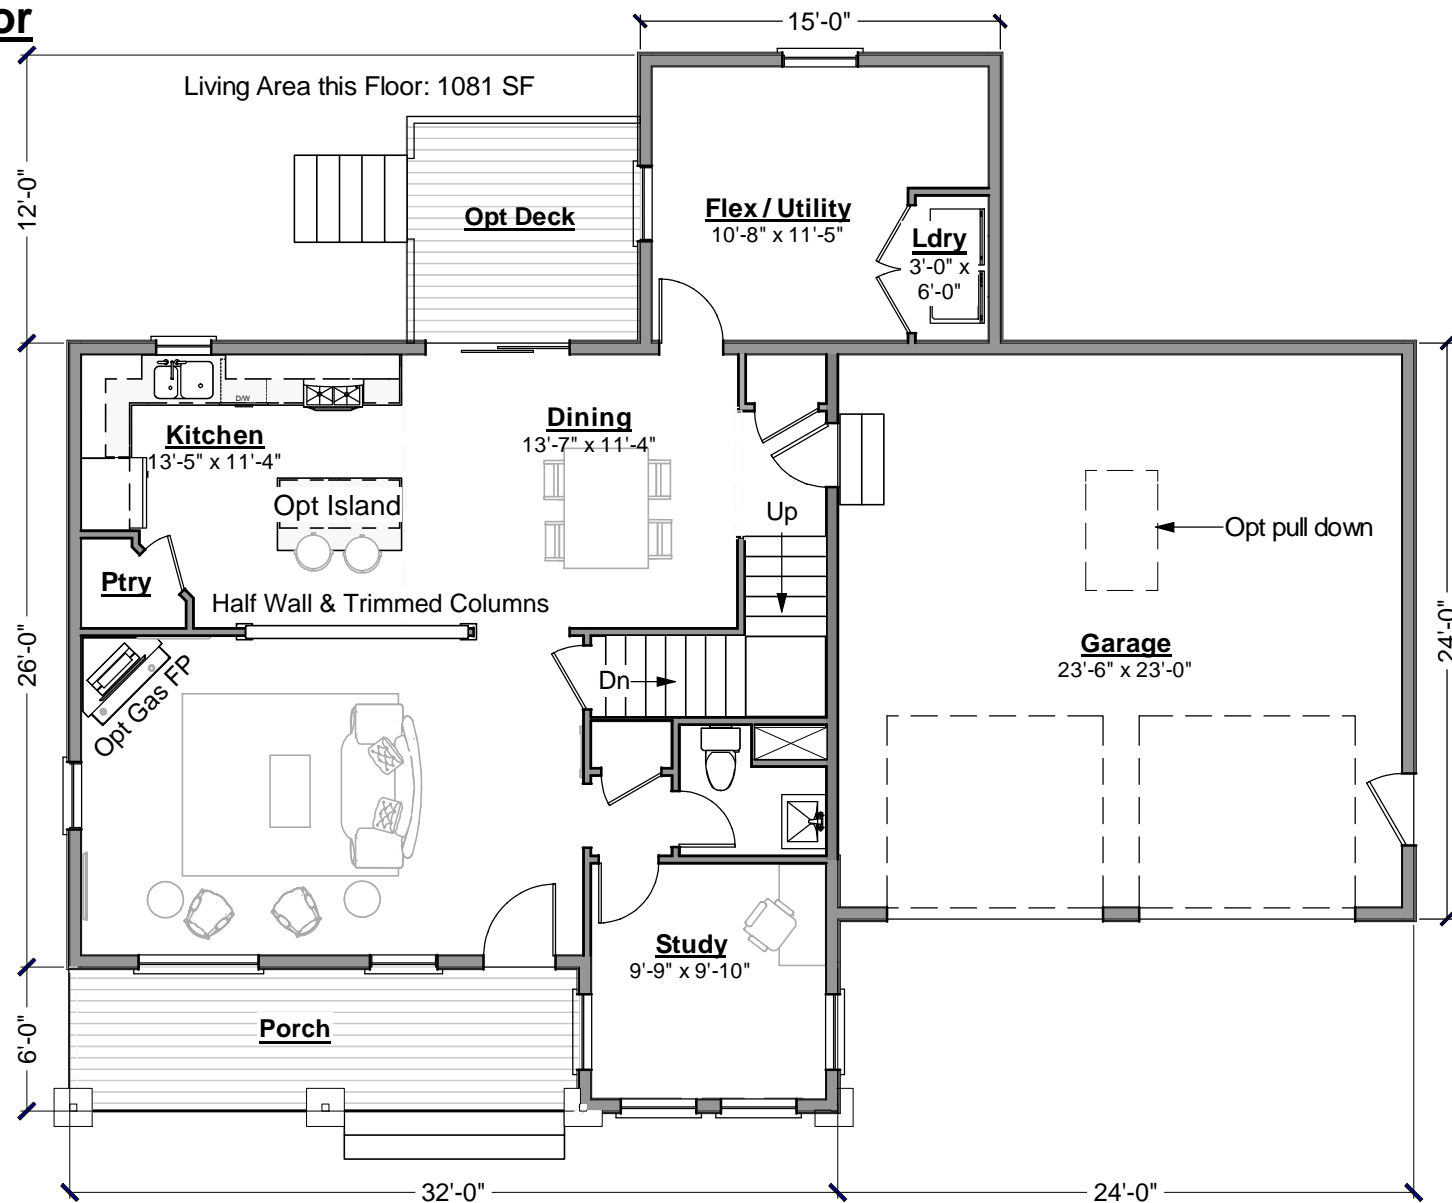 or
15'-0"
Living Area this Floor: 1081 SF
12'-0"
Opt Deck
Flex / Utility
10'-8" x 11'-5"
Ldry
3'-0" x
6'-0"
D/W
Kitchen
13'-5" x 11'-4"
Dining
13'-7" x 11'-4"
Opt Island
Up
Opt pull down
Ptry
Half Wall & Trimmed Columns
26'-0"
24'-0"
Garage
23'-6" x 23'-0"
Dn
Opt Gas FP
Study
9'-9" x 9'-10"
Porch
6'-0"
32'-0"
24'-0"